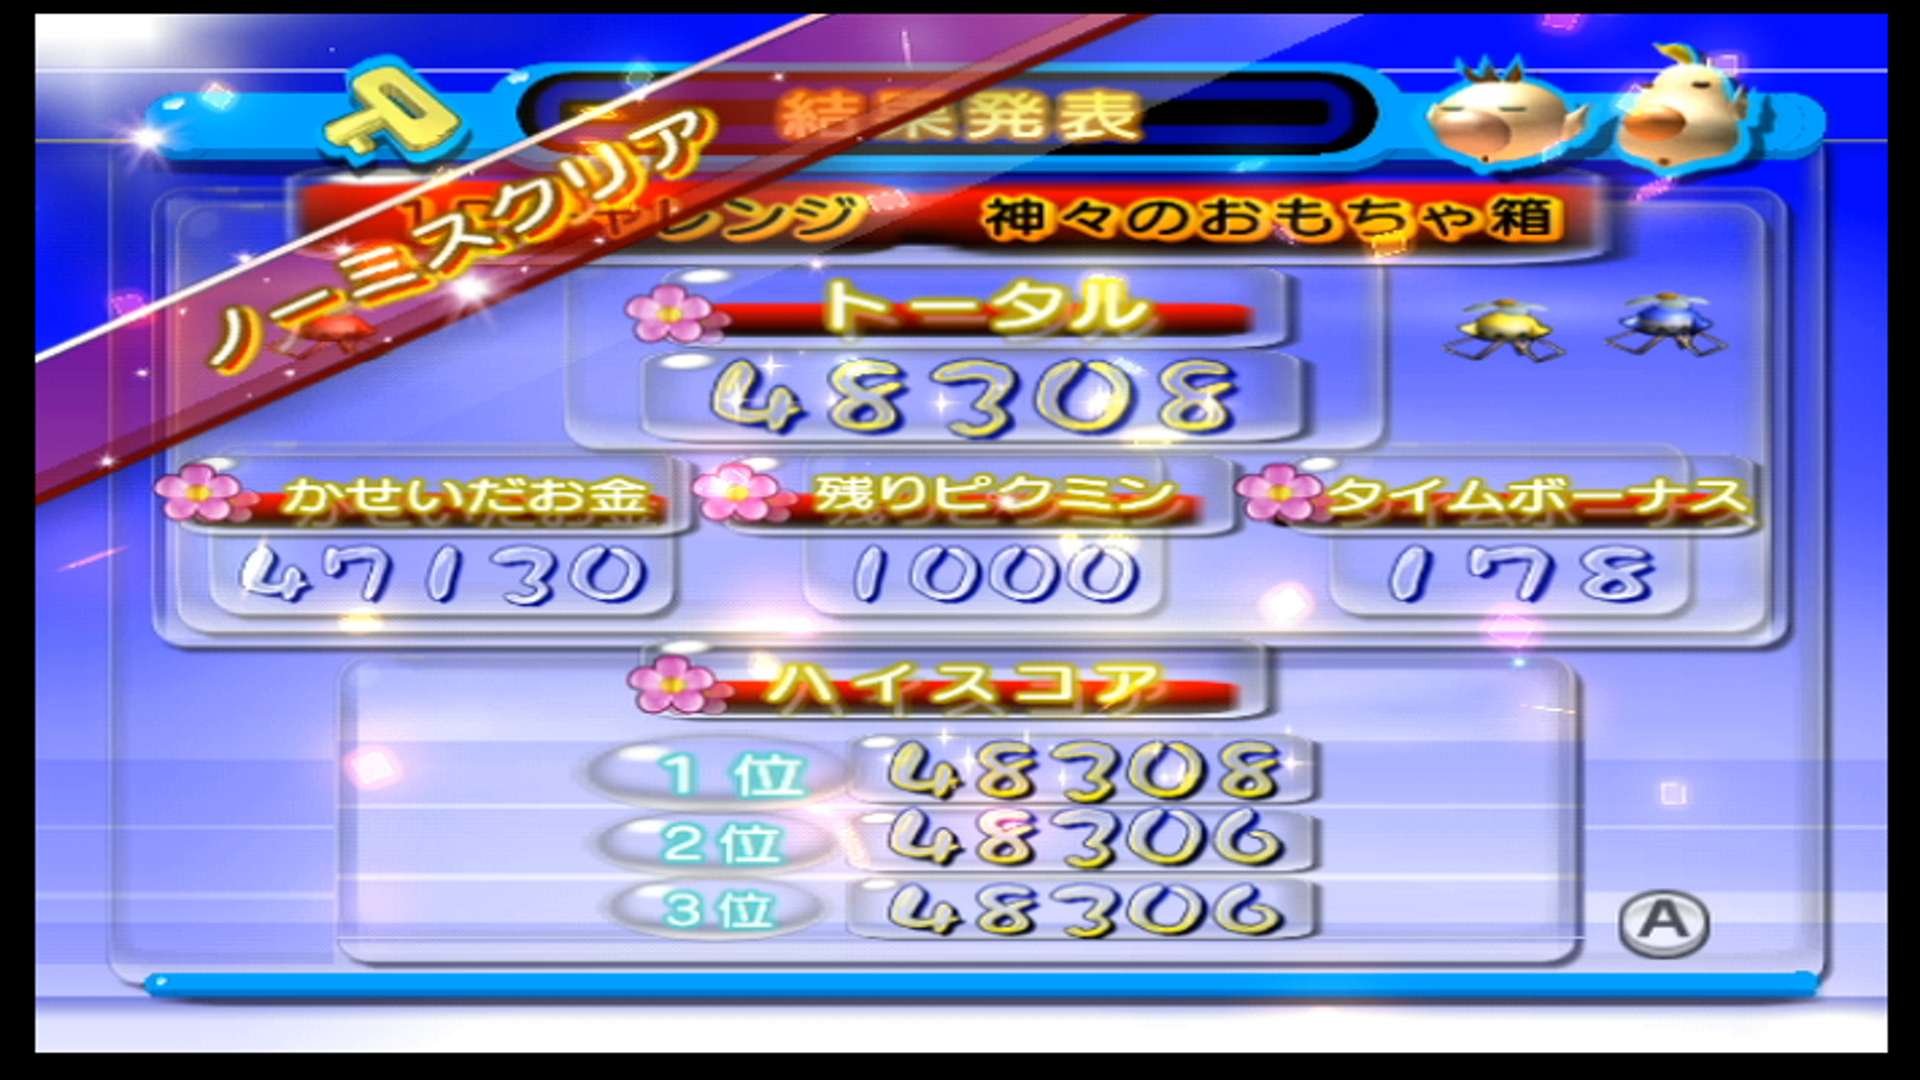 結果発表
ノーミスクリア
チャレンジ 神々のおもちゃ箱
トータル
48308
かせいだお金 残りピクミン タイムボーナス
47130 1000 178
ハイスコア
1位 48308
2位 48306
3位 48306
A